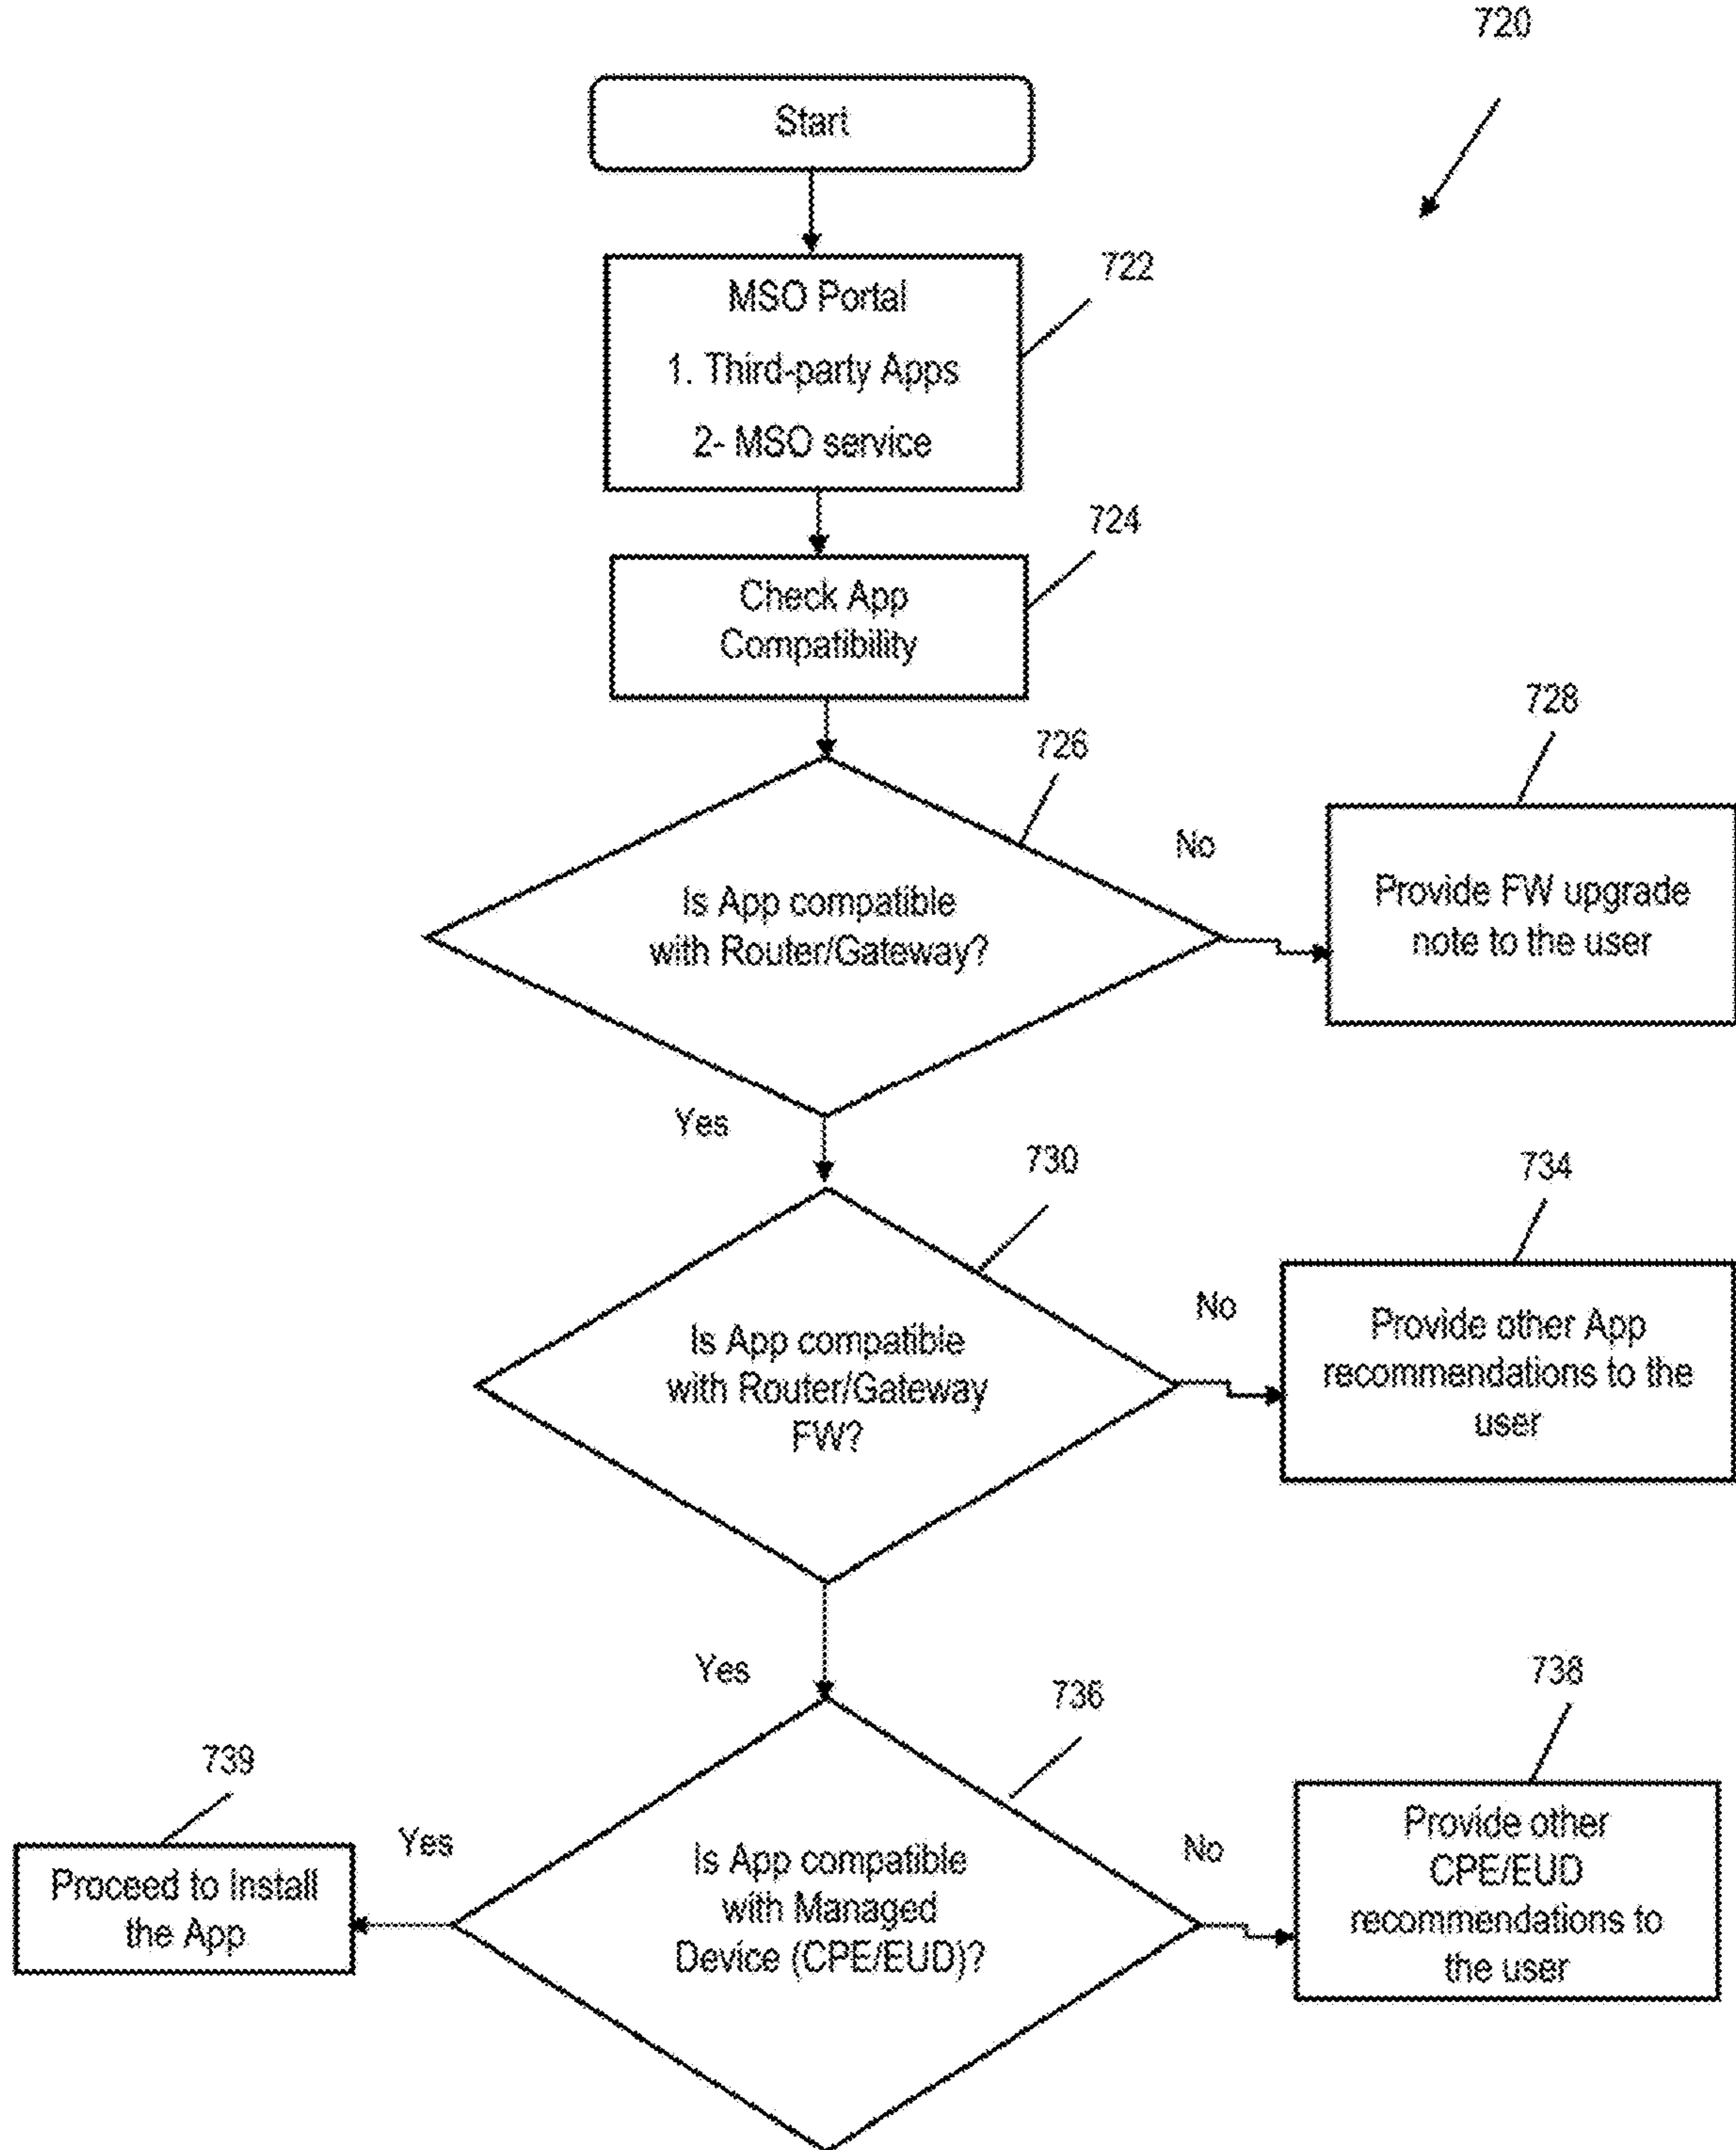 720
Start
722
MSO Portal
1. Third-party Apps
2- MSO service
724
Check App
Compatibility
726
Is App compatible
with Router/Gateway?
No
728
Provide FW upgrade
note to the user
Yes
730
Is App compatible
with Router/Gateway
FW?
No
734
Provide other App
recommendations to the
user
Yes
736
Is App compatible
with Managed
Device (CPE/EUD)?
No
738
Provide other
CPE/EUD
recommendations to
the user
Yes
739
Proceed to Install
the App